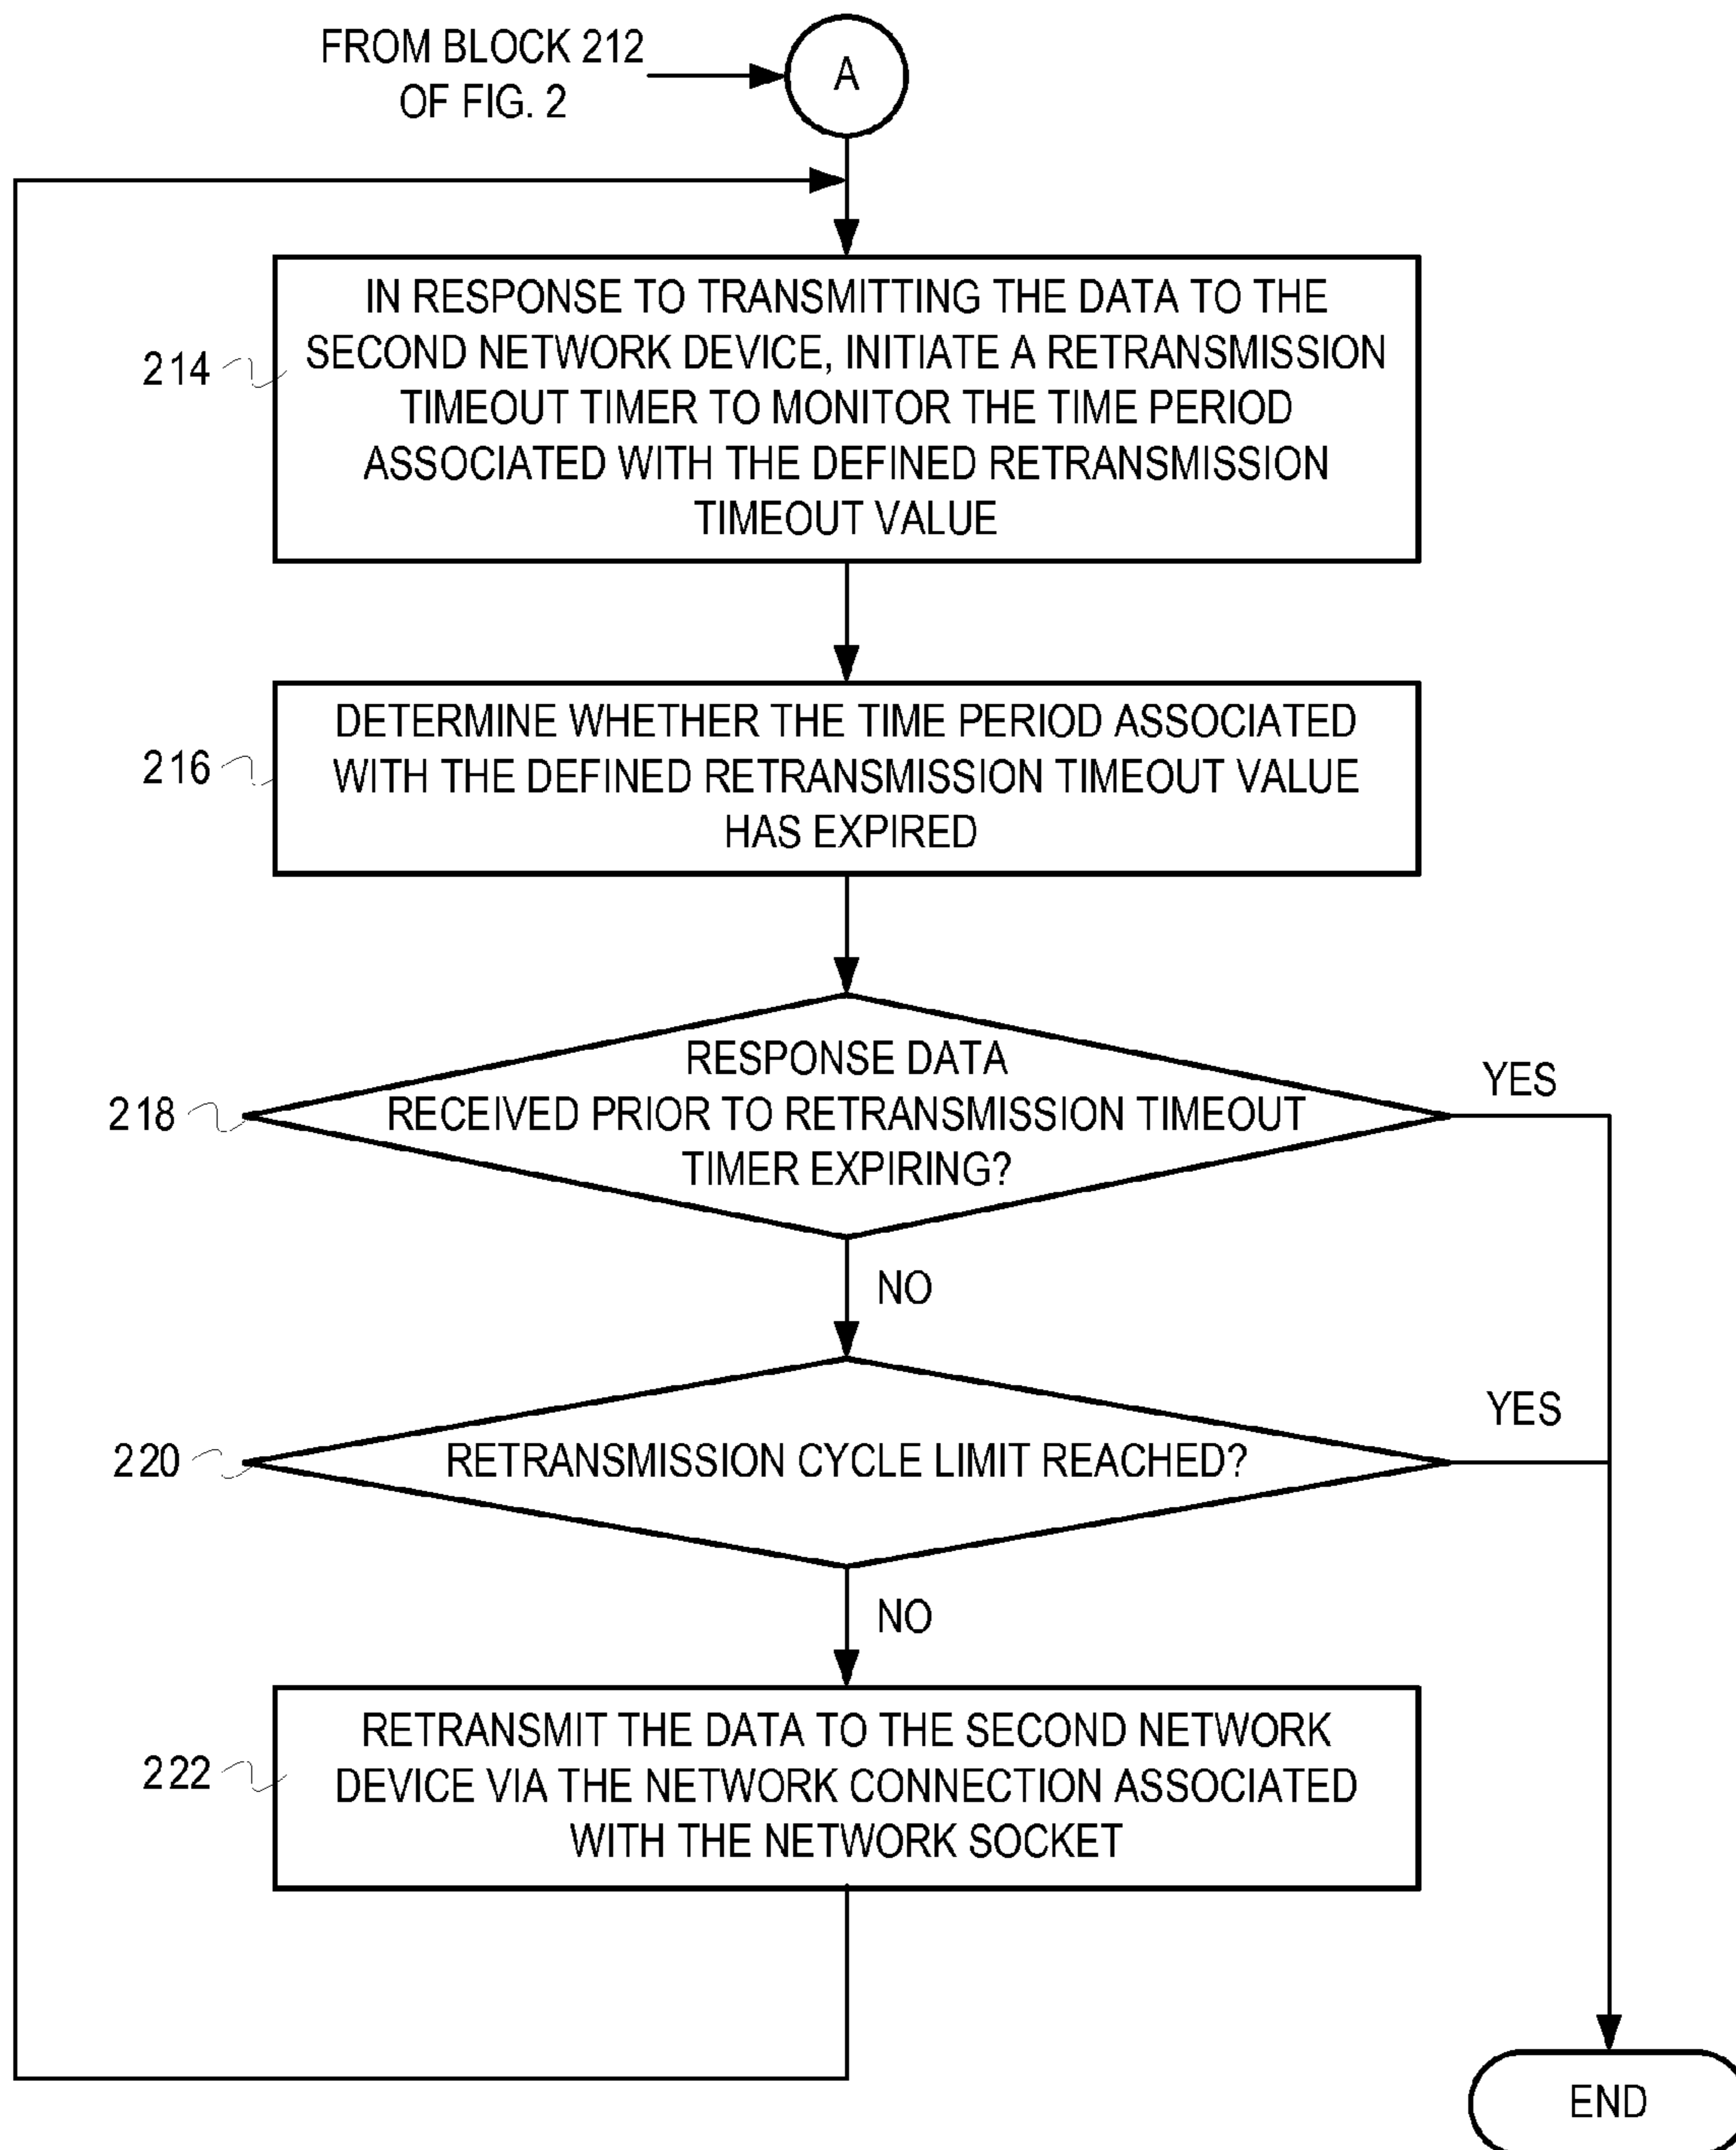 FROM BLOCK 212
OF FIG. 2
A
IN RESPONSE TO TRANSMITTING THE DATA TO THE
SECOND NETWORK DEVICE, INITIATE A RETRANSMISSION
TIMEOUT TIMER TO MONITOR THE TIME PERIOD
ASSOCIATED WITH THE DEFINED RETRANSMISSION
TIMEOUT VALUE
214
DETERMINE WHETHER THE TIME PERIOD ASSOCIATED
WITH THE DEFINED RETRANSMISSION TIMEOUT VALUE
HAS EXPIRED
216
RESPONSE DATA
RECEIVED PRIOR TO RETRANSMISSION TIMEOUT
TIMER EXPIRING?
218
YES
NO
RETRANSMISSION CYCLE LIMIT REACHED?
220
YES
NO
RETRANSMIT THE DATA TO THE SECOND NETWORK
DEVICE VIA THE NETWORK CONNECTION ASSOCIATED
WITH THE NETWORK SOCKET
222
END